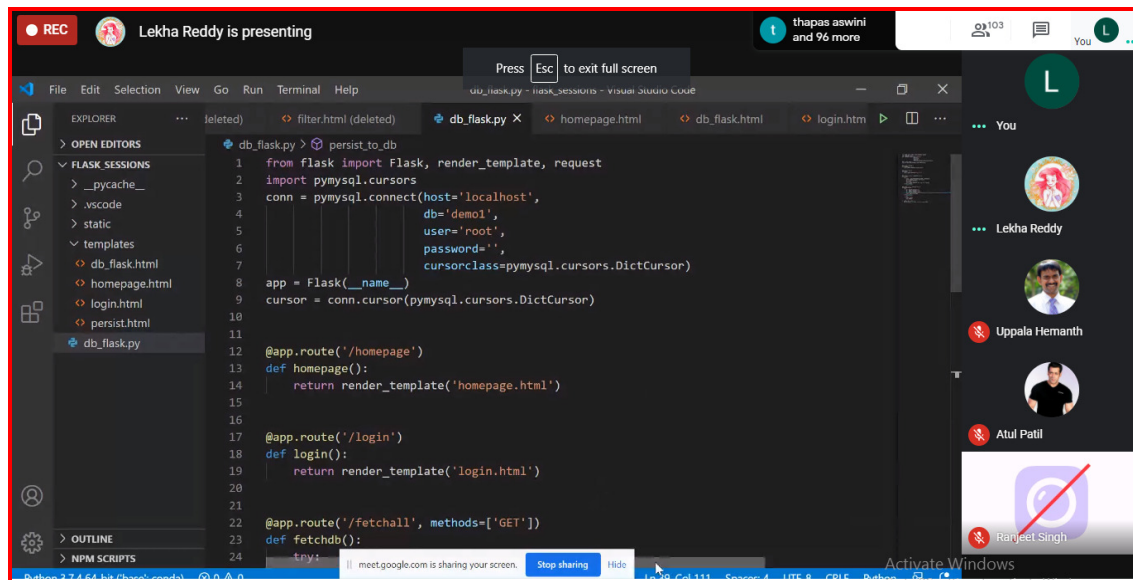 REC
Lekha Reddy is presenting
t
thapas aswini
and 96 more
103
You
L
Press Esc to exit full screen
File Edit Selection View Go Run Terminal Help
db_flask.py - flask_sessions - Visual Studio Code
EXPLORER
filter.html (deleted)
db_flask.py
homepage.html
db_flask.html
login.htm
OPEN EDITORS
FLASK_SESSIONS
__pycache__
.vscode
static
templates
db_flask.html
homepage.html
login.html
persist.html
db_flask.py
OUTLINE
NPM SCRIPTS
db_flask.py > persist_to_db
1 from flask import Flask, render_template, request
2 import pymysql.cursors
3 conn = pymysql.connect(host='localhost',
4 db='demo1',
5 user='root',
6 password='',
7 cursorclass=pymysql.cursors.DictCursor)
8 app = Flask(__name__)
9 cursor = conn.cursor(pymysql.cursors.DictCursor)
10
11
12 @app.route('/homepage')
13 def homepage():
14 return render_template('homepage.html')
15
16
17 @app.route('/login')
18 def login():
19 return render_template('login.html')
20
21
22 @app.route('/fetchall', methods=['GET'])
23 def fetchdb():
24 try:
meet.google.com is sharing your screen. Stop sharing Hide
L
You
Lekha Reddy
Uppala Hemanth
Atul Patil
Ranjeet Singh
Activate Windows